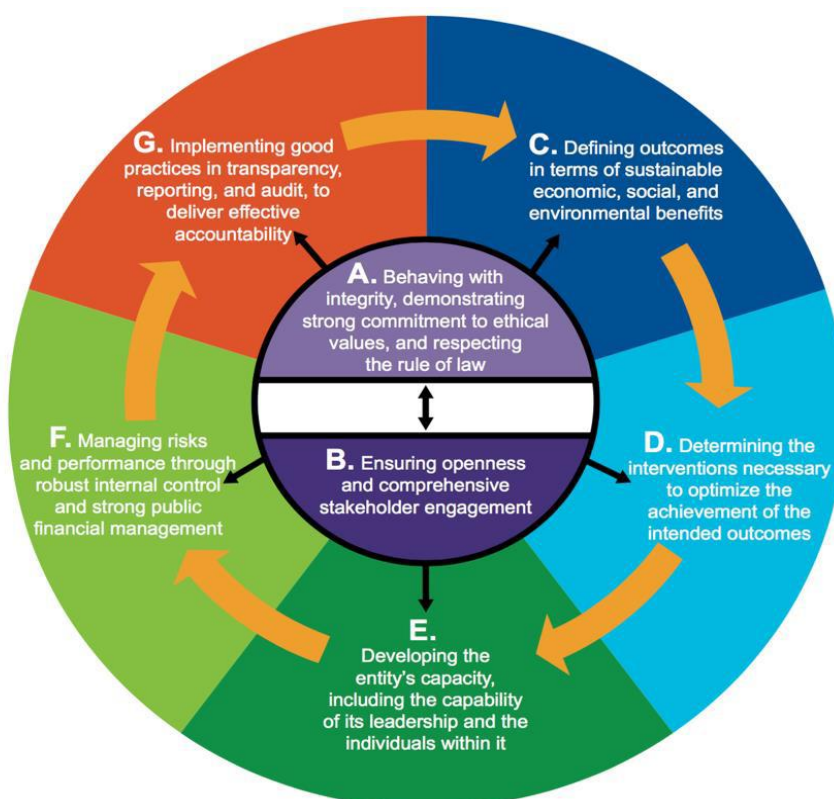 G. Implementing good
practices in transparency,
reporting, and audit, to
deliver effective
accountability
C. Defining outcomes
in terms of sustainable
economic, social, and
environmental benefits
A. Behaving with
integrity, demonstrating
strong commitment to ethical
values, and respecting
the rule of law
B. Ensuring openness
and comprehensive
stakeholder engagement
F. Managing risks
and performance through
robust internal control
and strong public
financial management
D. Determining the
interventions necessary
to optimize the
achievement of the
intended outcomes
E.
Developing the
entity's capacity,
including the capability
of its leadership and the
individuals within it